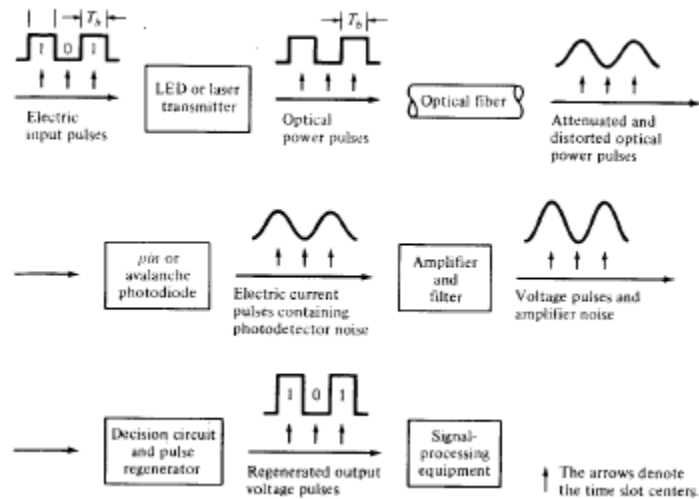 T_b
T_b
1 0 1
Electric
input pulses
LED or laser
transmitter
Optical
power pulses
Optical fiber
Attenuated and
distorted optical
power pulses
pin or
avalanche
photodiode
Electric current
pulses containing
photodetector noise
Amplifier
and
filter
Voltage pulses and
amplifier noise
1 0 1
Decision circuit
and pulse
regenerator
Regenerated output
voltage pulses
Signal-
processing
equipment
The arrows denote
the time slot centers